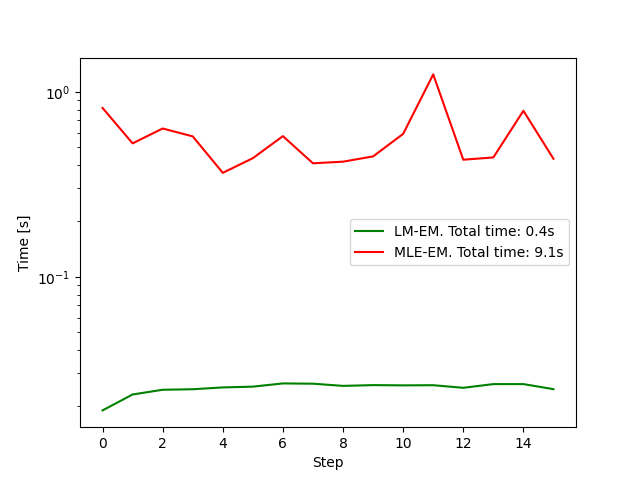 10⁰
10⁻¹
Time [s]
LM-EM. Total time: 0.4s
MLE-EM. Total time: 9.1s
0 2 4 6 8 10 12 14
Step